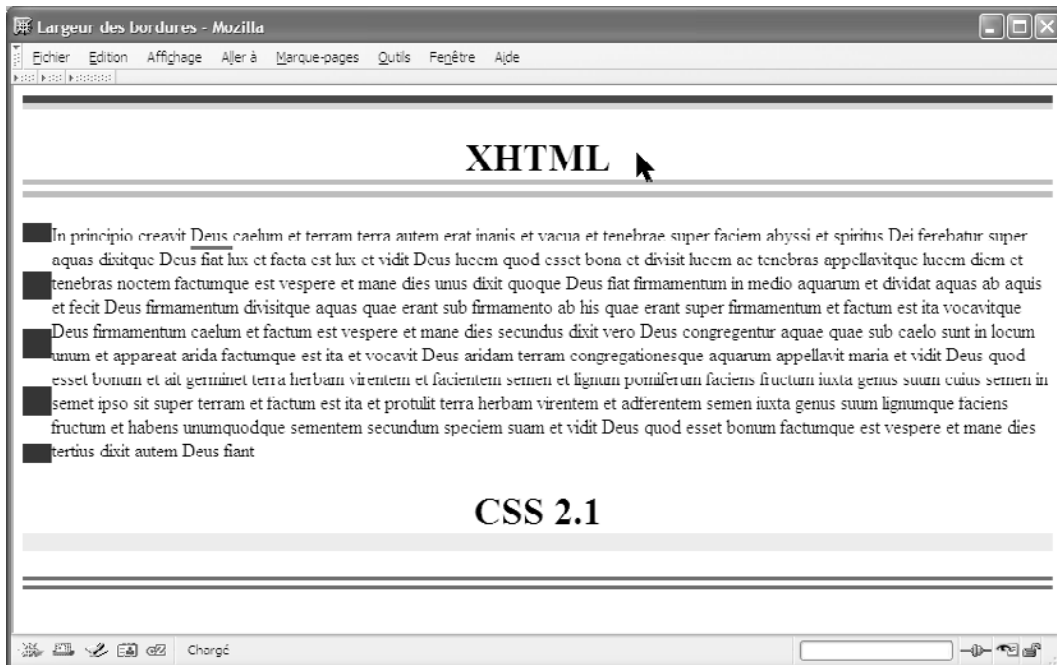 Largeur des bordures - Mozilla
Fichier Edition Affichage Aller à Marque-pages Outils Fenêtre Aide
XHTML
In principio creavit Deus caelum et terram terra autem erat inanis et vacua et tenebrae super faciem abyssi et spiritus Dei ferebatur super
aquas dixitque Deus fiat lux et facta est lux et vidit Deus lucem quod esset bona et divisit lucem ac tenebras appellavitque lucem diem et
tenebras noctem factumque est vespere et mane dies unus dixit quoque Deus fiat firmamentum in medio aquarum et dividat aquas ab aquis
et fecit Deus firmamentum divisitque aquas quae erant sub firmamento ab his quae erant super firmamentum et factum est ita vocavitque
Deus firmamentum caelum et factum est vespere et mane dies secundus dixit vero Deus congregentur aquae quae sub caelo sunt in locum
unum et appareat arida factumque est ita et vocavit Deus aridam terram congregationesque aquarum appellavit maria et vidit Deus quod
esset bonum et ait germinet terra herbam virentem et facientem semen et lignum pomiferum faciens fructum iuxta genus suum cuius semen in
semet ipso sit super terram et factum est ita et protulit terra herbam virentem et adferentem semen iuxta genus suum lignumque faciens
fructum et habens unumquodque sementem secundum speciem suam et vidit Deus quod esset bonum factumque est vespere et mane dies
tertius dixit autem Deus fiant
CSS 2.1
Chargé